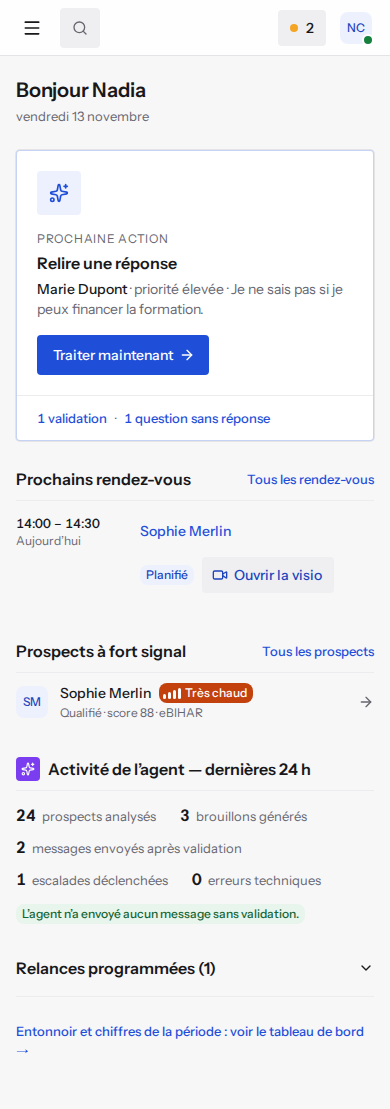 2
NC
Bonjour Nadia
vendredi 13 novembre
PROCHAINE ACTION
Relire une réponse
Marie Dupont · priorité élevée · Je ne sais pas si je
peux financer la formation.
Traiter maintenant →
1 validation · 1 question sans réponse
Prochains rendez-vous
Tous les rendez-vous
14:00 – 14:30
Aujourd'hui
Sophie Merlin
Planifié
Ouvrir la visio
Prospects à fort signal
Tous les prospects
SM
Sophie Merlin
Très chaud
Qualifié · score 88 · eBIHAR
→
Activité de l'agent — dernières 24 h
24 prospects analysés
3 brouillons générés
2 messages envoyés après validation
1 escalades déclenchées
0 erreurs techniques
L'agent n'a envoyé aucun message sans validation.
Relances programmées (1)
Entonnoir et chiffres de la période : voir le tableau de bord
→